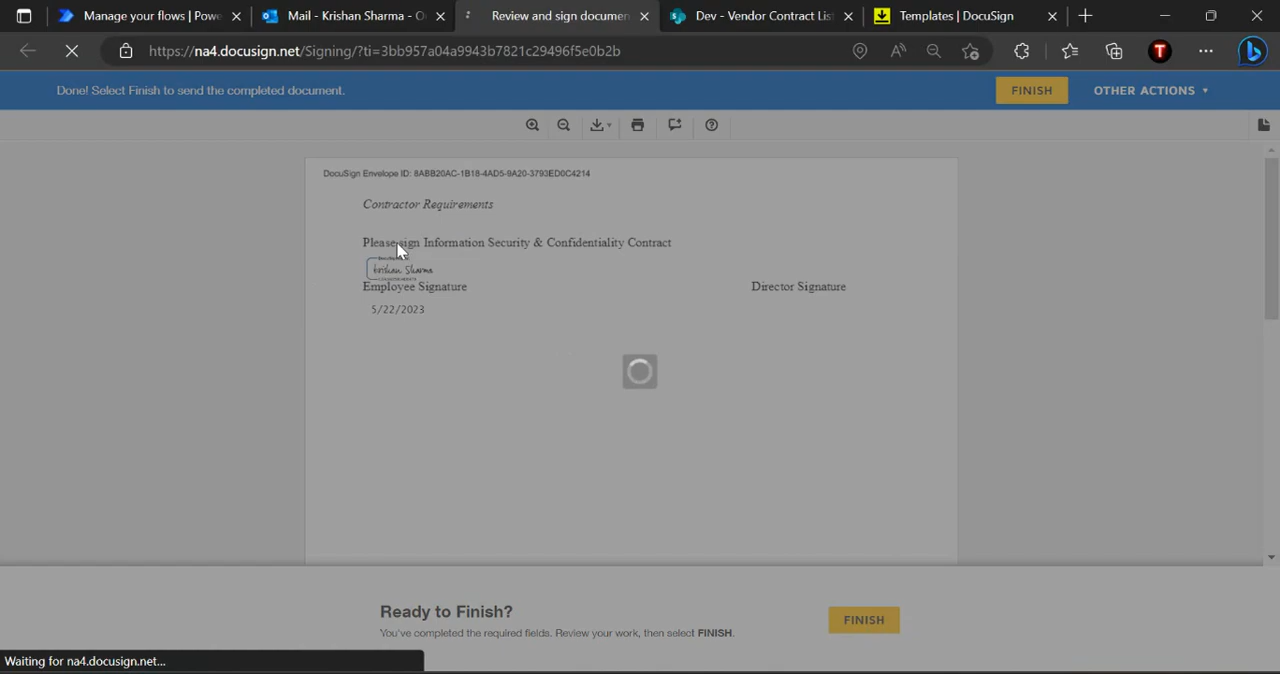 Manage your flows | Powe
Mail - Krishan Sharma - O
Review and sign documen
Dev - Vendor Contract List
Templates | DocuSign
https://na4.docusign.net/Signing/?ti=3bb957a04a9943b7821c29496f5e0b2b
Done! Select Finish to send the completed document.
FINISH
OTHER ACTIONS
DocuSign Envelope ID: 8ABB20AC-1B18-4AD5-9A20-3793ED0C4214
Contractor Requirements
Please sign Information Security & Confidentiality Contract
Krishan Sharma
Employee Signature
Director Signature
5/22/2023
Ready to Finish?
FINISH
You've completed the required fields. Review your work, then select FINISH.
Waiting for na4.docusign.net...